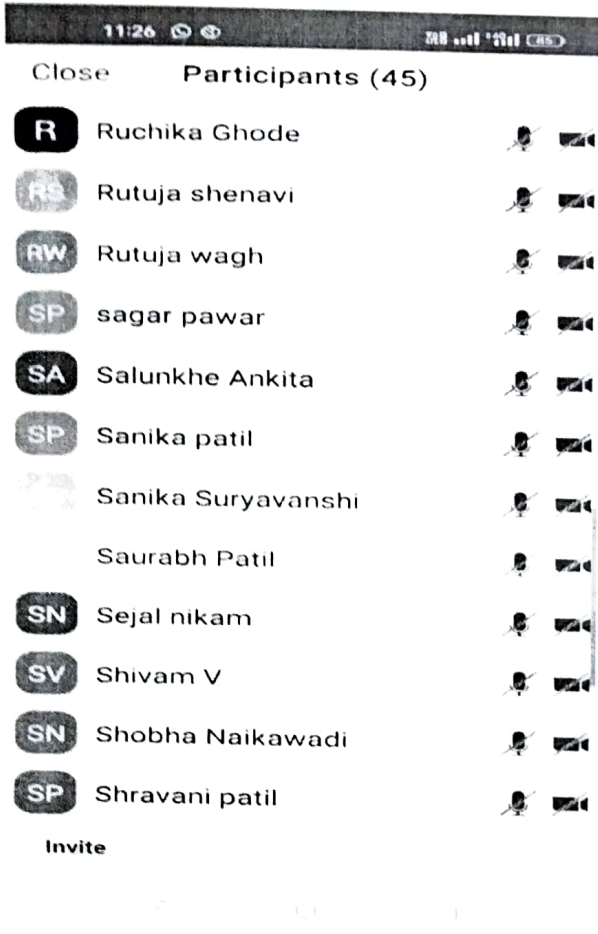 11:26 85
Close Participants (45)
R Ruchika Ghode
RS Rutuja shenavi
RW Rutuja wagh
SP sagar pawar
SA Salunkhe Ankita
SP Sanika patil
Sanika Suryavanshi
Saurabh Patil
SN Sejal nikam
SV Shivam V
SN Shobha Naikawadi
SP Shravani patil
Invite